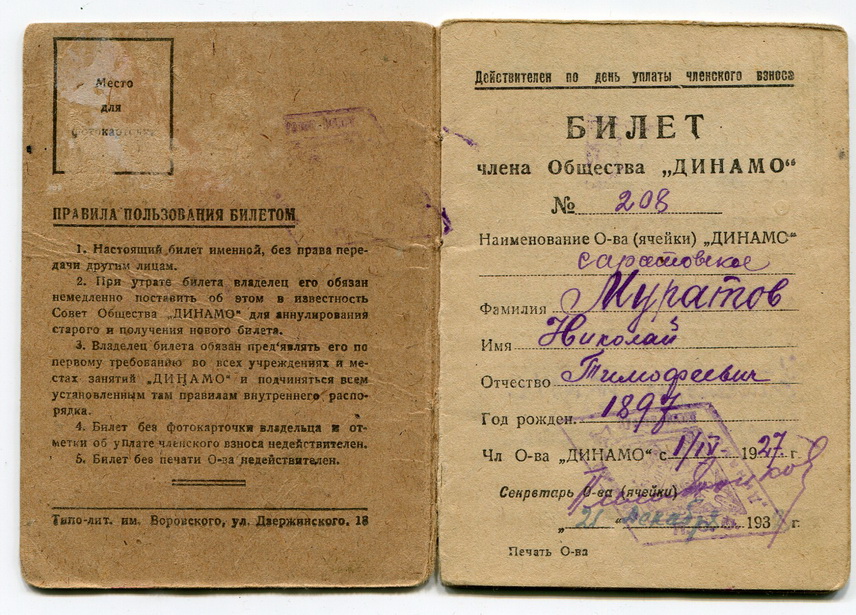 Место
для
фотокарточки
ПРАВИЛА ПОЛЬЗОВАНИЯ БИЛЕТОМ
1. Настоящий билет именной, без права пере-
дачи другим лицам.
2. При утрате билета владелец его обязан
немедленно поставить об этом в известность
Совет Общества „ДИНАМО" для аннулирования
старого и получения нового билета.
3. Владелец билета обязан пред'являть его по
первому требованию во всех учреждениях и ме-
стах занятий „ДИНАМО" и подчиняться всем
установленным там правилам внутреннего распо-
рядка.
4. Билет без фотокарточки владельца и от-
метки об уплате членского взноса недействителен.
5. Билет без печати О-ва недействителен.
Типо-лит. им. Воровского, ул. Дзержинского, 18
Действителен по день уплаты членского взноса
БИЛЕТ
члена Общества „ДИНАМО"
№ 208
Наименование О-ва (ячейки) „ДИНАМО"
саратовское
Фамилия Муратов
Имя Николай
Отчество Тимофеевич
Год рожден. 1897
Чл О-ва „ДИНАМО" с 1/IV 1927 г.
Секретарь О-ва (ячейки)
„21" декабря 193 г.
Печать О-ва